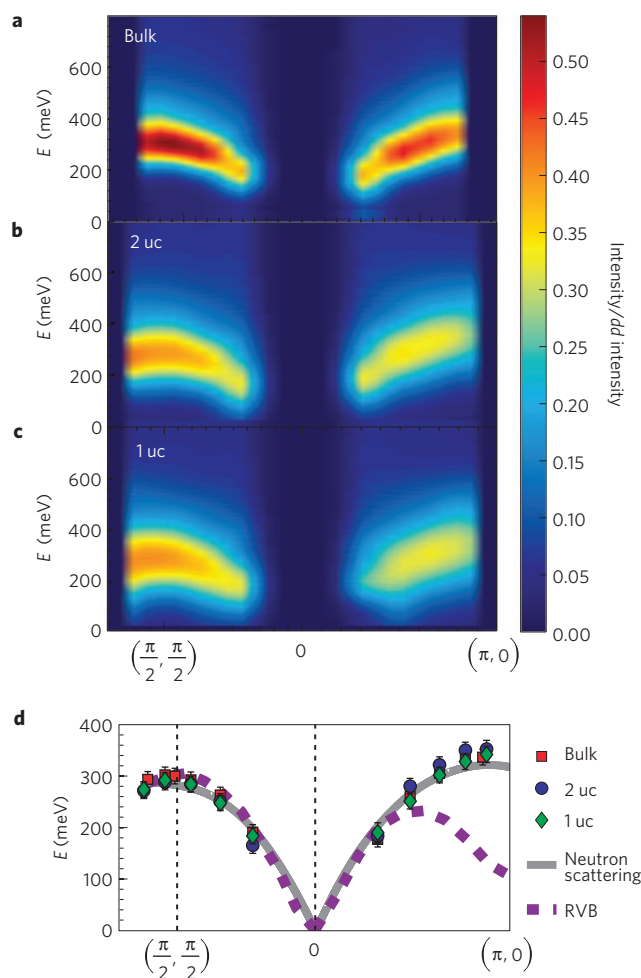 a
Bulk
E (meV)
600
400
200
0
b
2 uc
E (meV)
600
400
200
0
c
1 uc
E (meV)
600
400
200
0
(π/2, π/2)
0
(π, 0)
0.50
0.45
0.40
0.35
0.30
0.25
0.20
0.15
0.10
0.05
0.00
Intensity/dd intensity
d
E (meV)
400
300
200
100
0
(π/2, π/2)
0
(π, 0)
Bulk
2 uc
1 uc
Neutron
scattering
RVB